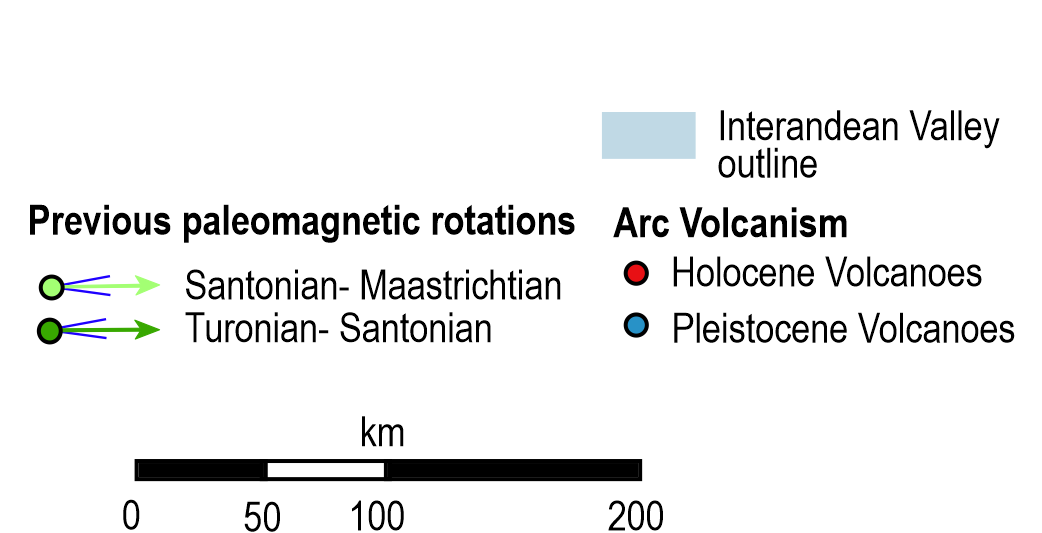 Interandean Valley
outline
Previous paleomagnetic rotations
Santonian- Maastrichtian
Turonian- Santonian
Arc Volcanism
Holocene Volcanoes
Pleistocene Volcanoes
km
0 50 100 200